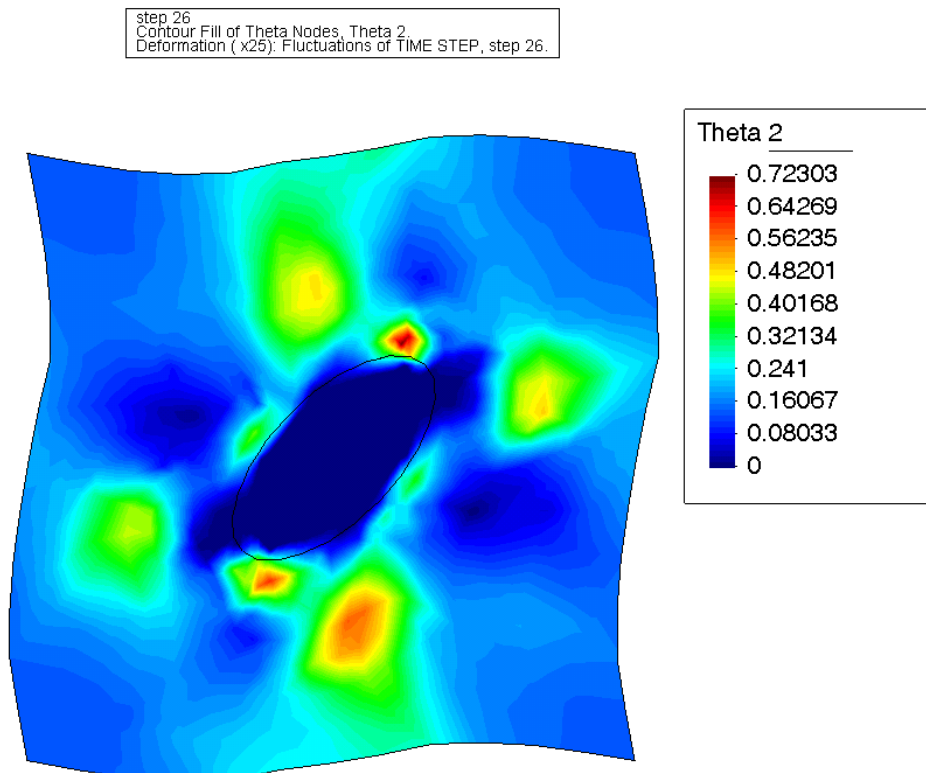 step 26
Contour Fill of Theta Nodes, Theta 2.
Deformation ( x25): Fluctuations of TIME STEP, step 26.
Theta 2
0.72303
0.64269
0.56235
0.48201
0.40168
0.32134
0.241
0.16067
0.08033
0